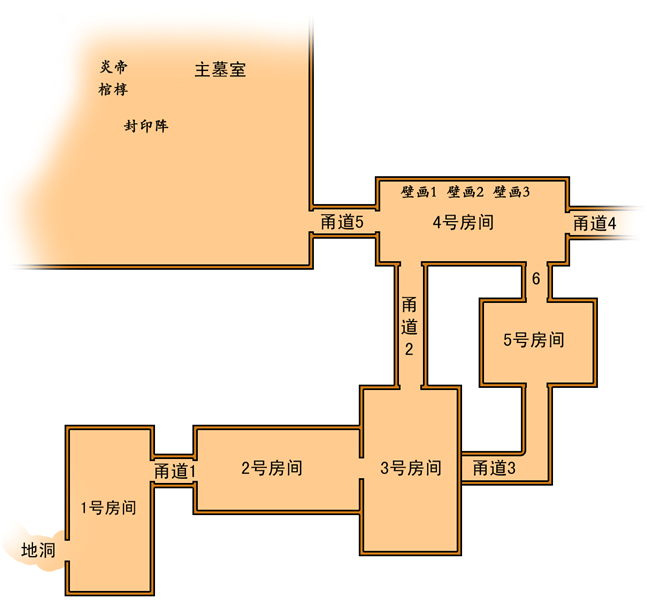 炎帝
棺椁
主墓室
封印阵
壁画1 壁画2 壁画3
甬道5
4号房间
甬道4
6
甬道2
5号房间
2号房间
3号房间
甬道3
甬道1
1号房间
地洞